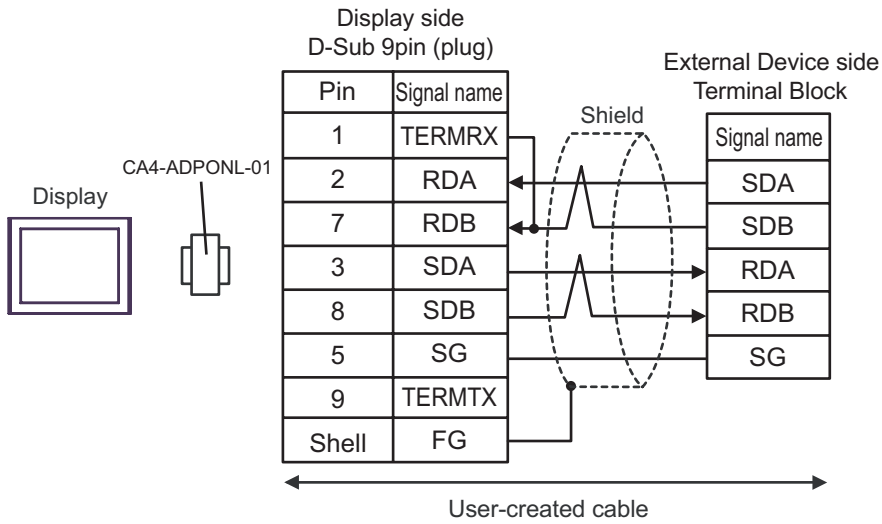 Display side
D-Sub 9pin (plug)
External Device side
Terminal Block
Pin Signal name
Shield
Signal name
1 TERMRX
CA4-ADPONL-01
Display
2 RDA
SDA
7 RDB
SDB
3 SDA
RDA
8 SDB
RDB
5 SG
SG
9 TERMTX
Shell FG
User-created cable